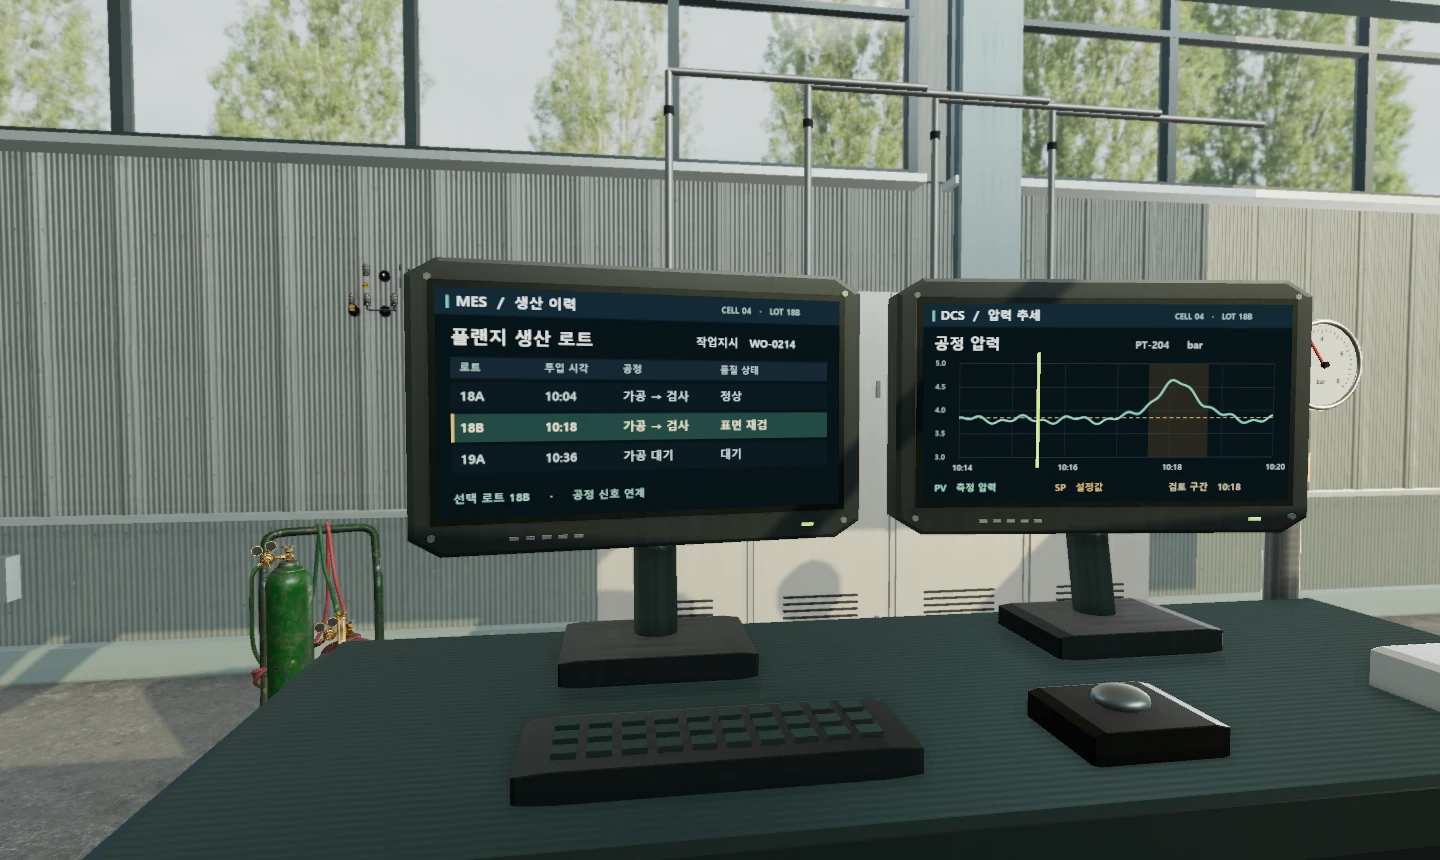 MES / 생산 이력
CELL 04 · LOT 18B
플랜지 생산 로트
작업지시 WO-0214
로트 투입 시각 공정 품질 상태
18A 10:04 가공 → 검사 정상
18B 10:18 가공 → 검사 표면 재검
19A 10:36 가공 대기 대기
선택 로트 18B · 공정 신호 연계
DCS / 압력 추세
CELL 04 · LOT 18B
공정 압력
PT-204 bar
5.0
4.5
4.0
3.5
3.0
10:14 10:16 10:18 10:20
PV 측정 압력 SP 설정값 검토 구간 10:18
4
bar